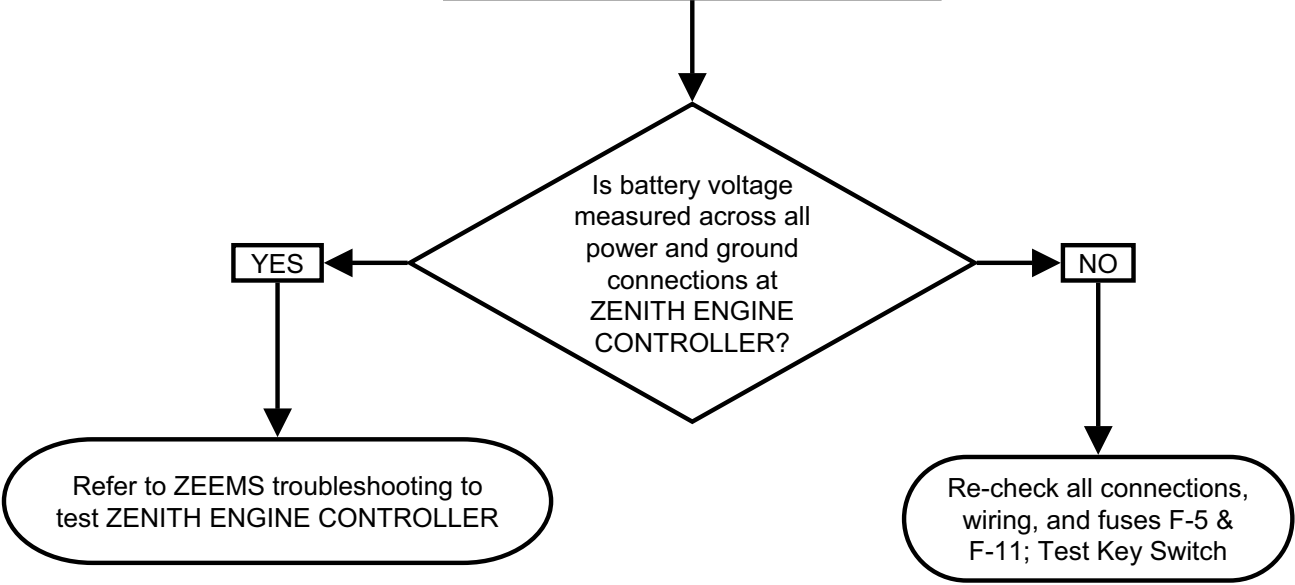 Is battery voltage
measured across all
power and ground
connections at
ZENITH ENGINE
CONTROLLER?
YES
NO
Refer to ZEEMS troubleshooting to
test ZENITH ENGINE CONTROLLER
Re-check all connections,
wiring, and fuses F-5 &
F-11; Test Key Switch